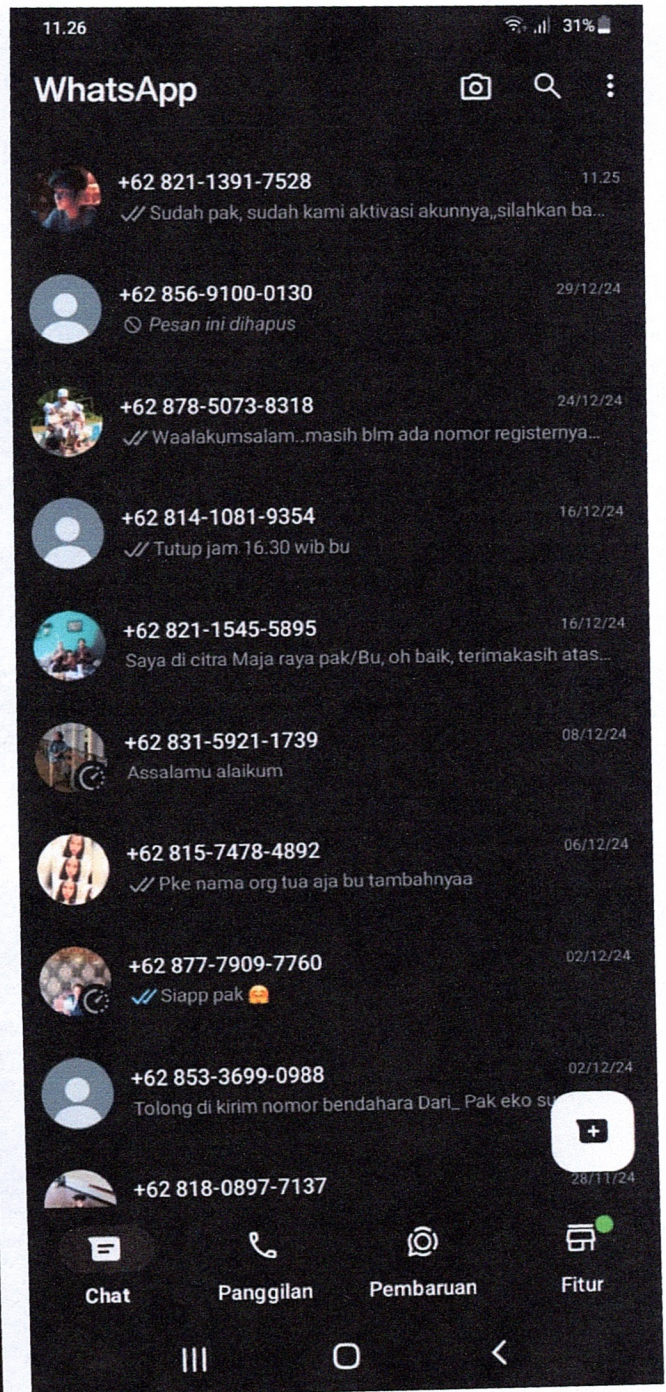 11.26
31%
WhatsApp
+62 821-1391-7528
11.25
Sudah pak, sudah kami aktivasi akunnya,,silahkan ba...
+62 856-9100-0130
29/12/24
Pesan ini dihapus
+62 878-5073-8318
24/12/24
Waalakumsalam..masih blm ada nomor registernya...
+62 814-1081-9354
16/12/24
Tutup jam 16.30 wib bu
+62 821-1545-5895
16/12/24
Saya di citra Maja raya pak/Bu, oh baik, terimakasih atas...
+62 831-5921-1739
08/12/24
Assalamu alaikum
+62 815-7478-4892
06/12/24
Pke nama org tua aja bu tambahnyaa
+62 877-7909-7760
02/12/24
Siapp pak 🤗
+62 853-3699-0988
02/12/24
Tolong di kirim nomor bendahara Dari_ Pak eko su
+62 818-0897-7137
28/11/24
Chat
Panggilan
Pembaruan
Fitur